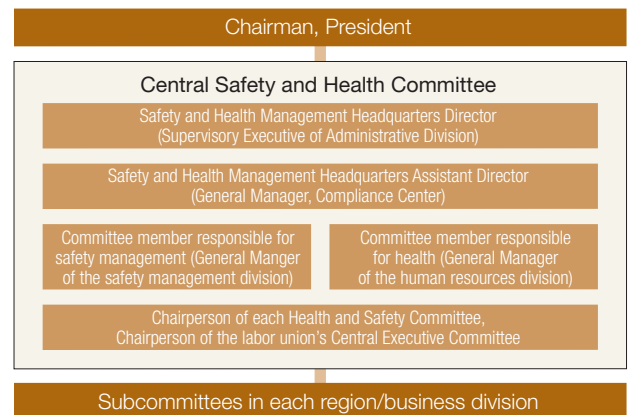 Chairman, President
Central Safety and Health Committee
Safety and Health Management Headquarters Director
(Supervisory Executive of Administrative Division)
Safety and Health Management Headquarters Assistant Director
(General Manager, Compliance Center)
Committee member responsible for
safety management (General Manger
of the safety management division)
Committee member responsible
for health (General Manager
of the human resources division)
Chairperson of each Health and Safety Committee,
Chairperson of the labor union's Central Executive Committee
Subcommittees in each region/business division